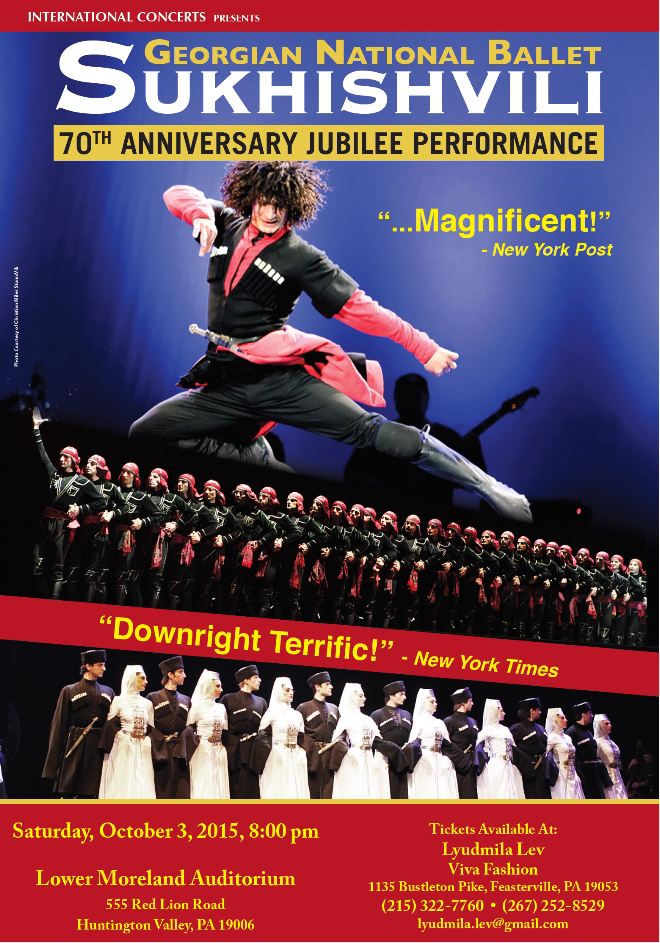 INTERNATIONAL CONCERTS PRESENTS
GEORGIAN NATIONAL BALLET
SUKHISHVILI
70TH ANNIVERSARY JUBILEE PERFORMANCE
“...Magnificent!”
- New York Post
“Downright Terrific!” - New York Times
Saturday, October 3, 2015, 8:00 pm
Lower Moreland Auditorium
555 Red Lion Road
Huntington Valley, PA 19006
Tickets Available At:
Lyudmila Lev
Viva Fashion
1135 Bustleton Pike, Feasterville, PA 19053
(215) 322-7760 • (267) 252-8529
lyudmila.lev@gmail.com